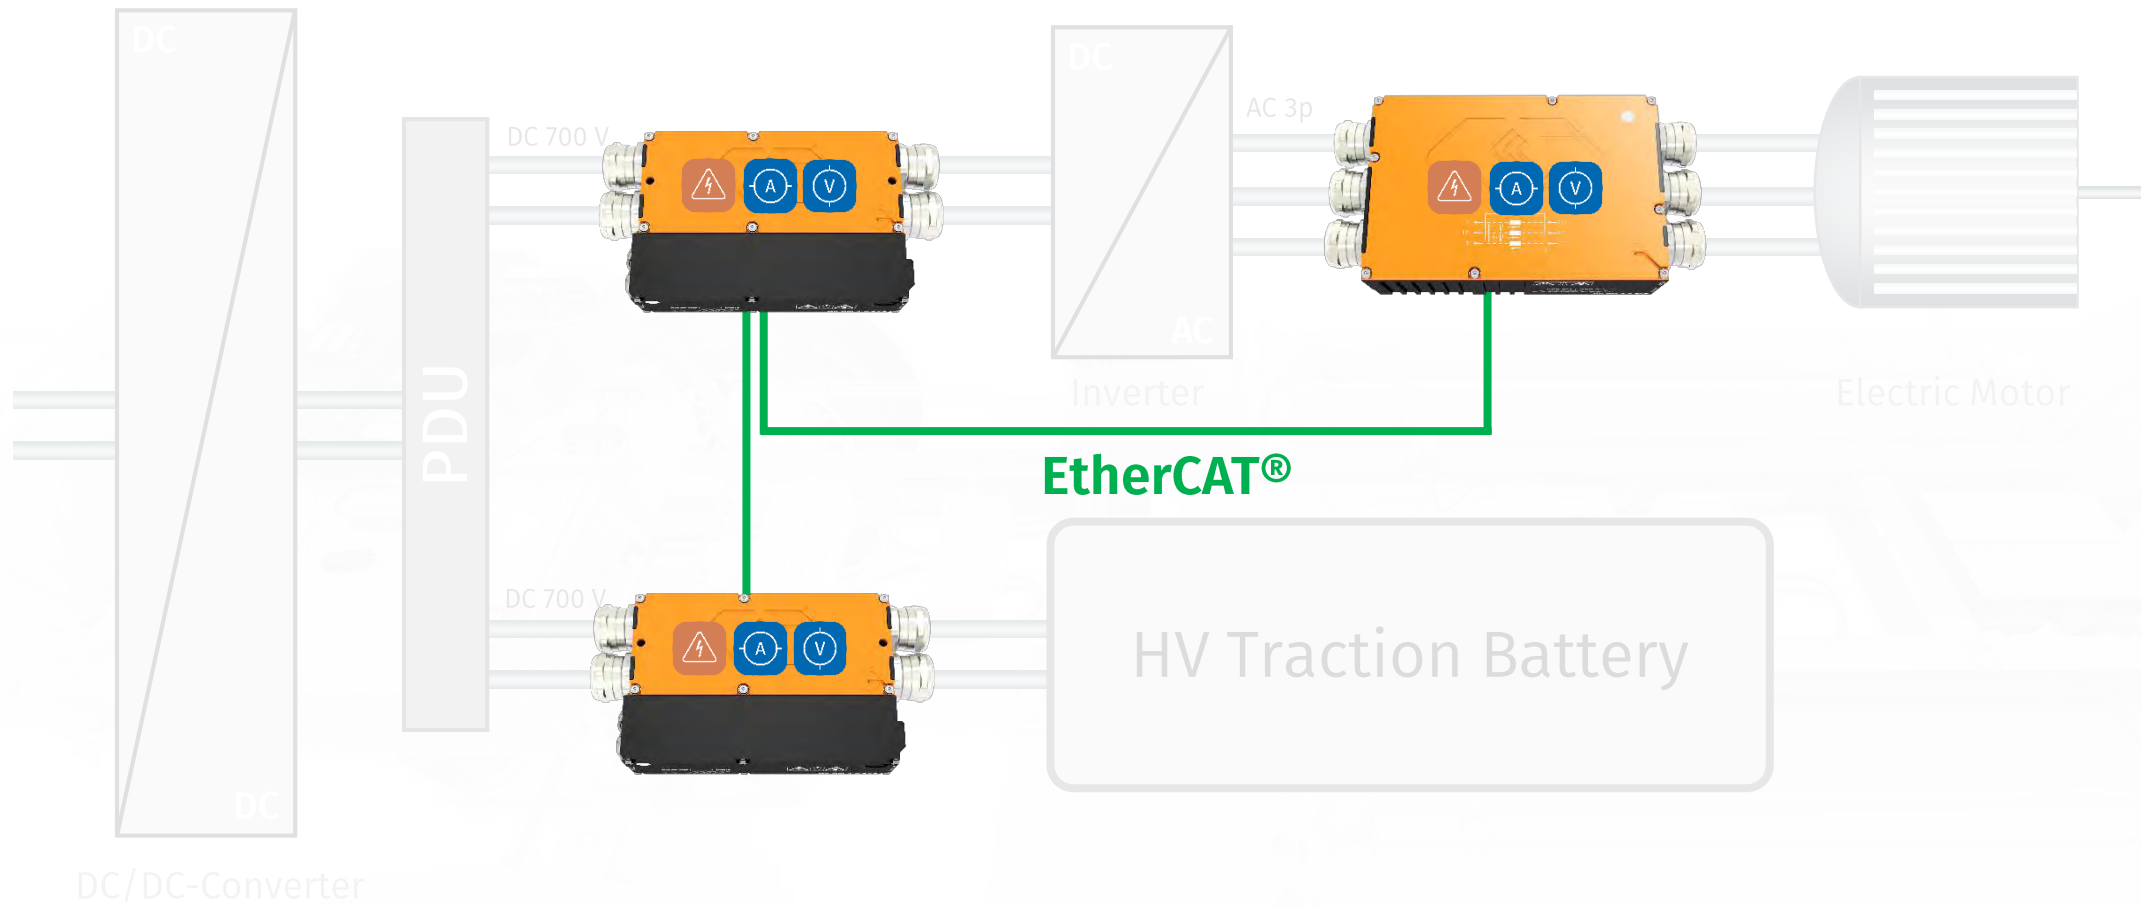 DC
DC
AC 3p
DC 700 V
A
V
A
V
AC
Inverter
Electric Motor
PDU
EtherCAT®
DC 700 V
A
V
HV Traction Battery
DC
DC/DC-Converter